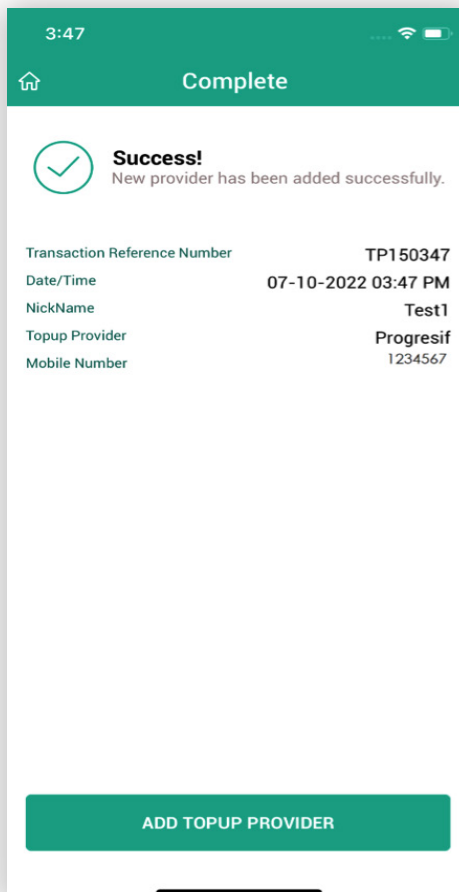 3:47
Complete
Success!
New provider has been added successfully.
Transaction Reference Number TP150347
Date/Time 07-10-2022 03:47 PM
NickName Test1
Topup Provider Progresif
Mobile Number 1234567
ADD TOPUP PROVIDER